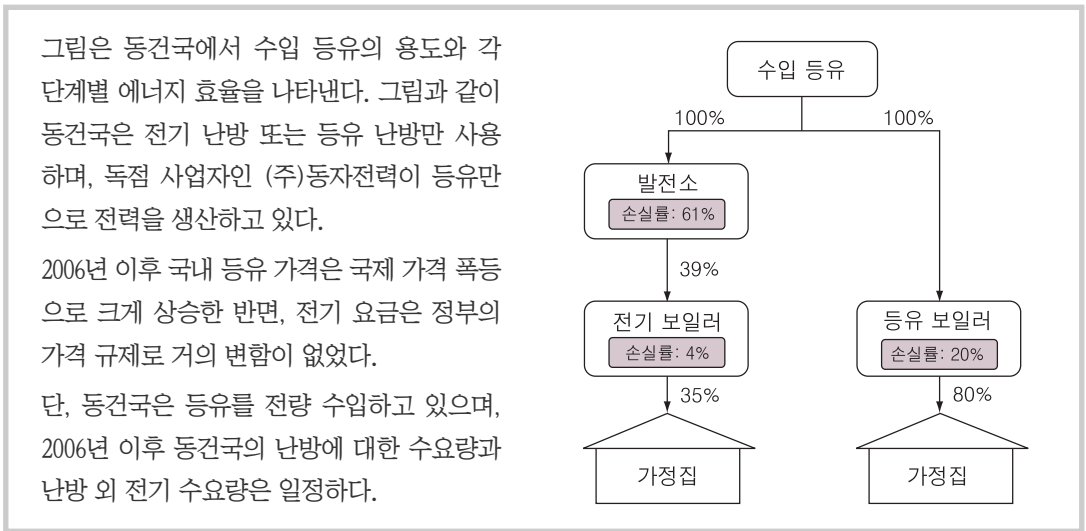 그림은 동건국에서 수입 등유의 용도와 각
단계별 에너지 효율을 나타낸다. 그림과 같이
동건국은 전기 난방 또는 등유 난방만 사용
하며, 독점 사업자인 (주)동자전력이 등유만
으로 전력을 생산하고 있다.
2006년 이후 국내 등유 가격은 국제 가격 폭등
으로 크게 상승한 반면, 전기 요금은 정부의
가격 규제로 거의 변함이 없었다.
단, 동건국은 등유를 전량 수입하고 있으며,
2006년 이후 동건국의 난방에 대한 수요량과
난방 외 전기 수요량은 일정하다.
수입 등유
100%
100%
발전소
손실률: 61%
39%
전기 보일러
손실률: 4%
35%
가정집
등유 보일러
손실률: 20%
80%
가정집